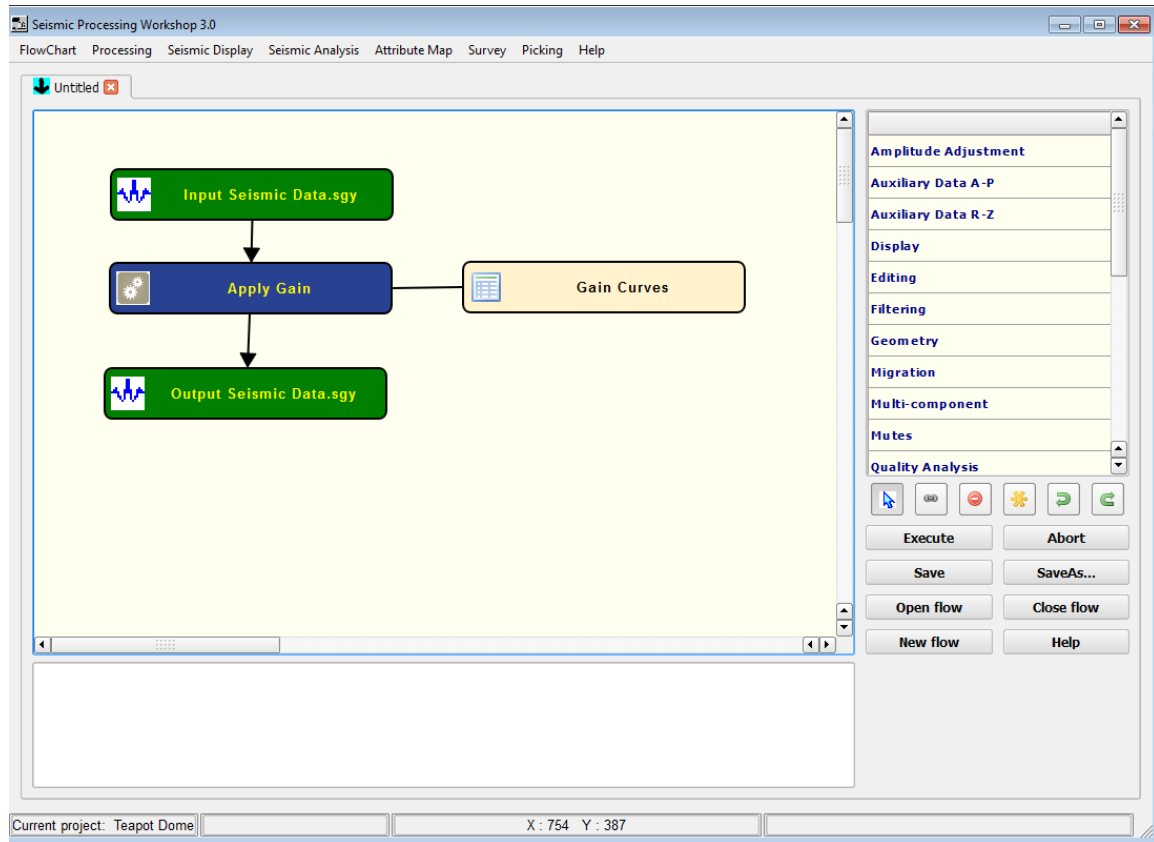 Seismic Processing Workshop 3.0
FlowChart Processing Seismic Display Seismic Analysis Attribute Map Survey Picking Help
Untitled
Input Seismic Data.sgy
Apply Gain
Gain Curves
Output Seismic Data.sgy
Amplitude Adjustment
Auxiliary Data A-P
Auxiliary Data R-Z
Display
Editing
Filtering
Geometry
Migration
Multi-component
Mutes
Quality Analysis
Execute Abort
Save SaveAs...
Open flow Close flow
New flow Help
Current project: Teapot Dome X : 754 Y : 387